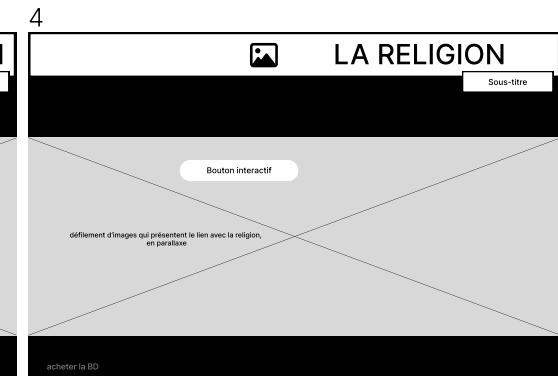 4
LA RELIGION
Sous-titre
Bouton interactif
défilement d'images qui présentent le lien avec la religion,
en parallaxe
acheter la BD